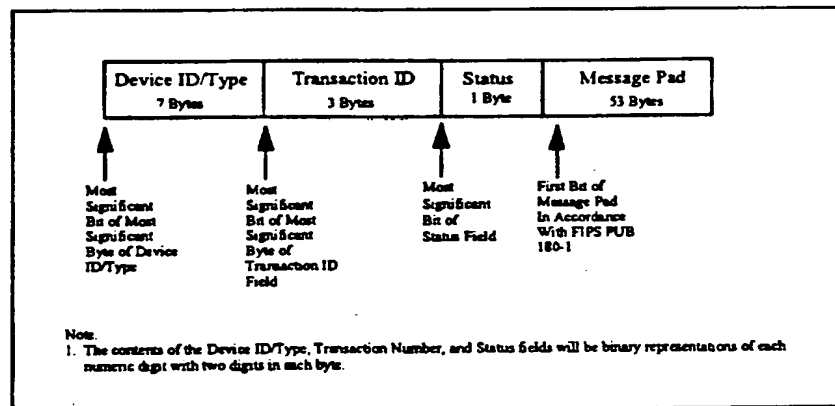 Device ID/Type
7 Bytes
Transaction ID
3 Bytes
Status
1 Byte
Message Pad
53 Bytes
Most
Significant
Bit of Most
Significant
Byte of Device
ID/Type
Most
Significant
Bit of Most
Significant
Byte of
Transaction ID
Field
Most
Significant
Bit of
Status Field
First Bit of
Message Pad
In Accordance
With FIPS PUB
180-1
Note.
1. The contents of the Device ID/Type, Transaction Number, and Status fields will be binary representations of each
numeric digit with two digits in each byte.